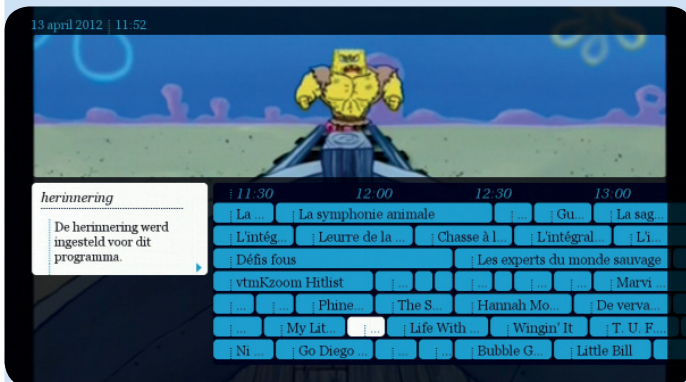 13 april 2012 | 11:52
herinnering
De herinnering werd
ingesteld voor dit
programma.
11:30 12:00 12:30 13:00
La ... La symphonie animale ... Gu... La sag...
L'intég... Leurre de la ... Chasse à l... L'intégral... L'i...
Défis fous Les experts du monde sauvage
vtmKzoom Hitlist ... ... ... ... Marvi ...
... ... Phine... The S... Hannah Mo... De verva...
... My Lit... ... Life With ... Wingin' It T. U. F....
Ni ... Go Diego ... ... ... Bubble G... Little Bill